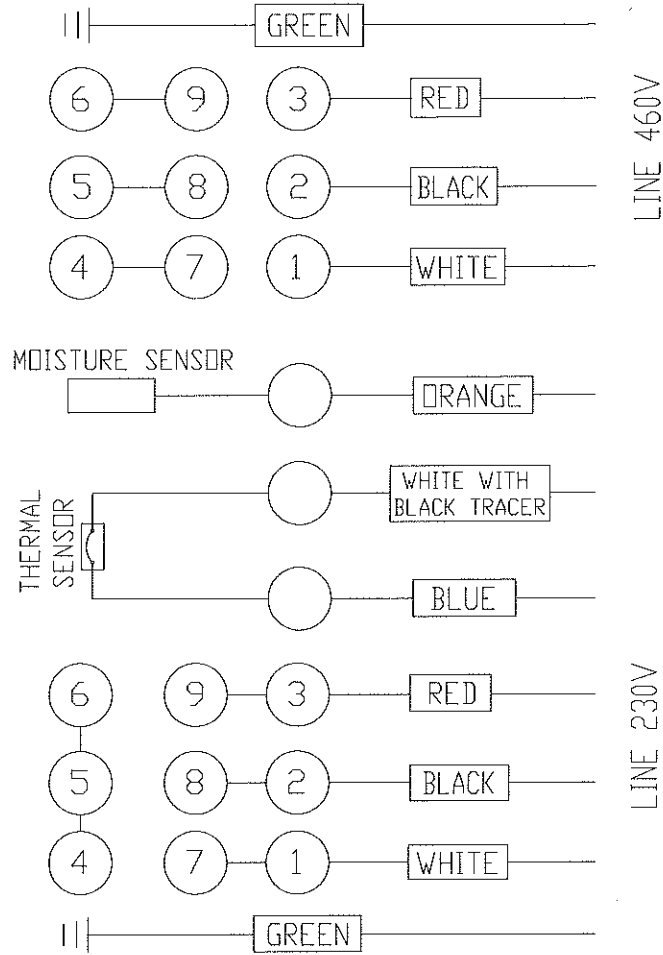 GREEN
6 9 3 RED
5 8 2 BLACK
4 7 1 WHITE
LINE 460V
MOISTURE SENSOR
ORANGE
WHITE WITH
BLACK TRACER
THERMAL
SENSOR
BLUE
6 9 3 RED
5 8 2 BLACK
4 7 1 WHITE
LINE 230V
GREEN